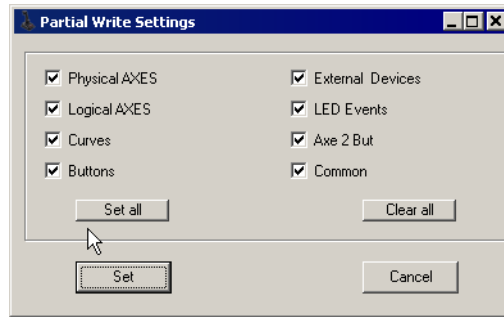 Partial Write Settings
Physical AXES
External Devices
Logical AXES
LED Events
Curves
Axe 2 But
Buttons
Common
Set all
Clear all
Set
Cancel